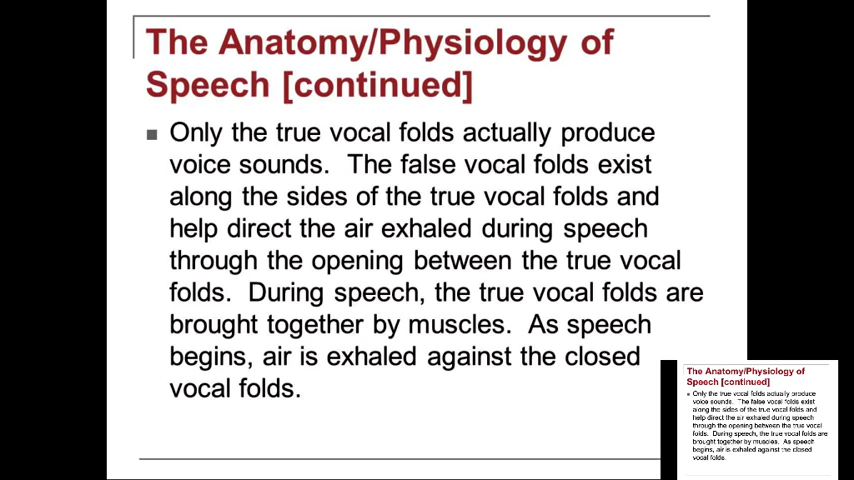 The Anatomy/Physiology of
Speech [continued]
Only the true vocal folds actually produce
voice sounds.  The false vocal folds exist
along the sides of the true vocal folds and
help direct the air exhaled during speech
through the opening between the true vocal
folds.  During speech, the true vocal folds are
brought together by muscles.  As speech
begins, air is exhaled against the closed
vocal folds.
The Anatomy/Physiology of
Speech [continued]
Only the true vocal folds actually produce
voice sounds.  The false vocal folds exist
along the sides of the true vocal folds and
help direct the air exhaled during speech
through the opening between the true vocal
folds.  During speech, the true vocal folds are
brought together by muscles.  As speech
begins, air is exhaled against the closed
vocal folds.